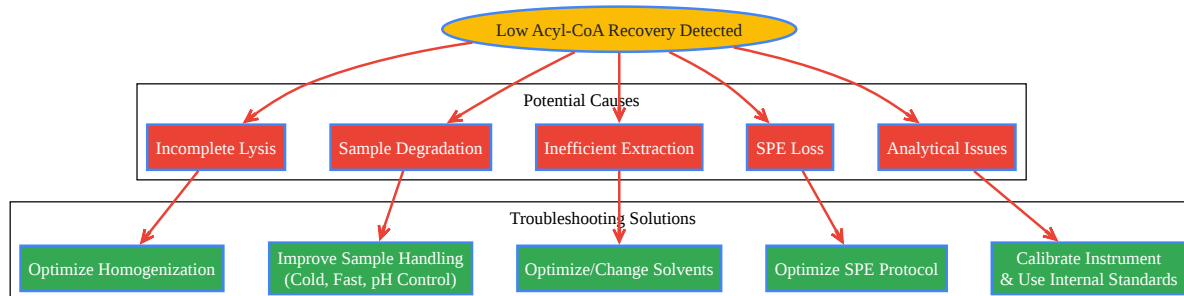 Low Acyl-CoA Recovery Detected
Potential Causes
Incomplete Lysis
Sample Degradation
Inefficient Extraction
SPE Loss
Analytical Issues
Troubleshooting Solutions
Optimize Homogenization
Improve Sample Handling
(Cold, Fast, pH Control)
Optimize/Change Solvents
Optimize SPE Protocol
Calibrate Instrument
& Use Internal Standards